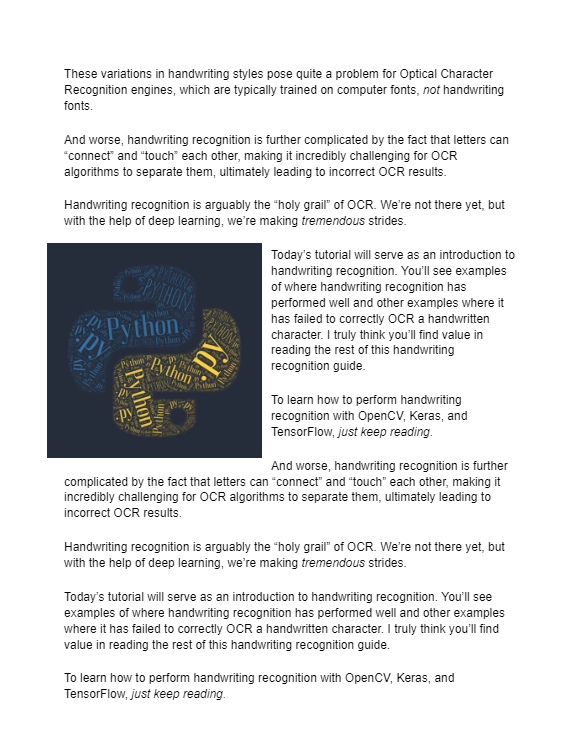 These variations in handwriting styles pose quite a problem for Optical Character
Recognition engines, which are typically trained on computer fonts, not handwriting
fonts.
And worse, handwriting recognition is further complicated by the fact that letters can
“connect” and “touch” each other, making it incredibly challenging for OCR
algorithms to separate them, ultimately leading to incorrect OCR results.
Handwriting recognition is arguably the “holy grail” of OCR. We’re not there yet, but
with the help of deep learning, we’re making tremendous strides.
PYTHON
Python
.py
.py
Python
Python
.py
Today’s tutorial will serve as an introduction to
handwriting recognition. You’ll see examples
of where handwriting recognition has
performed well and other examples where it
has failed to correctly OCR a handwritten
character. I truly think you’ll find value in
reading the rest of this handwriting
recognition guide.
To learn how to perform handwriting
recognition with OpenCV, Keras, and
TensorFlow, just keep reading.
And worse, handwriting recognition is further
complicated by the fact that letters can “connect” and “touch” each other, making it
incredibly challenging for OCR algorithms to separate them, ultimately leading to
incorrect OCR results.
Handwriting recognition is arguably the “holy grail” of OCR. We’re not there yet, but
with the help of deep learning, we’re making tremendous strides.
Today’s tutorial will serve as an introduction to handwriting recognition. You’ll see
examples of where handwriting recognition has performed well and other examples
where it has failed to correctly OCR a handwritten character. I truly think you’ll find
value in reading the rest of this handwriting recognition guide.
To learn how to perform handwriting recognition with OpenCV, Keras, and
TensorFlow, just keep reading.